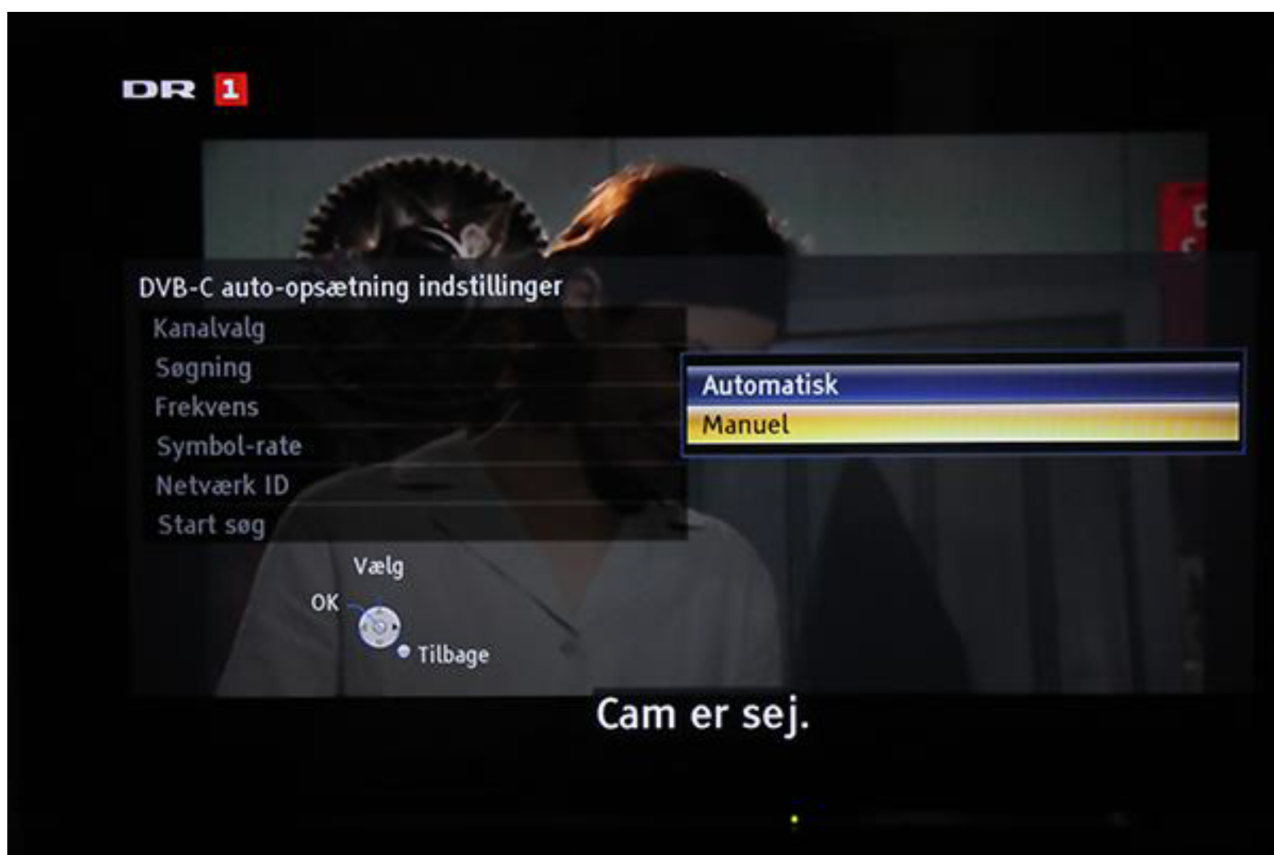 DR 1
DVB-C auto-opsætning indstillinger
Kanalvalg
Søgning
Frekvens
Symbol-rate
Netværk ID
Start søg
Automatisk
Manuel
Vælg
OK
Tilbage
Cam er sej.